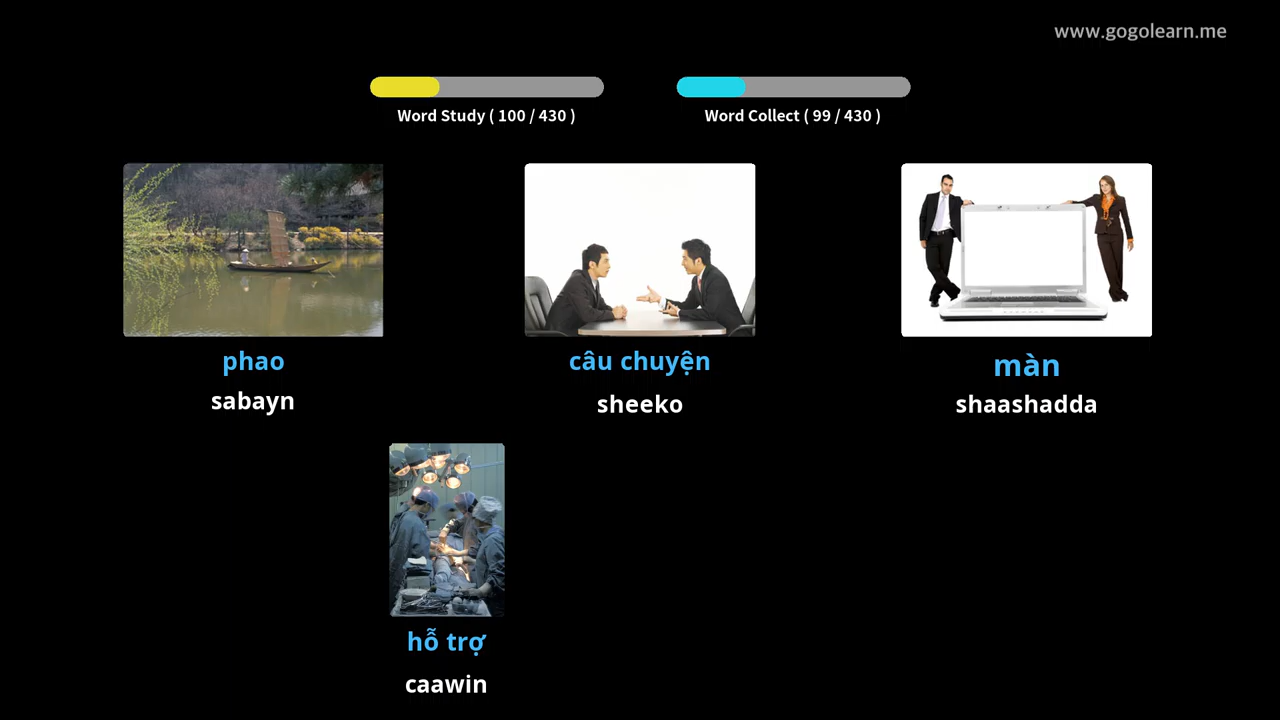 www.gogolearn.me
Word Study ( 100 / 430 )
Word Collect ( 99 / 430 )
phao
sabayn
câu chuyện
sheeko
màn
shaashadda
hỗ trợ
caawin